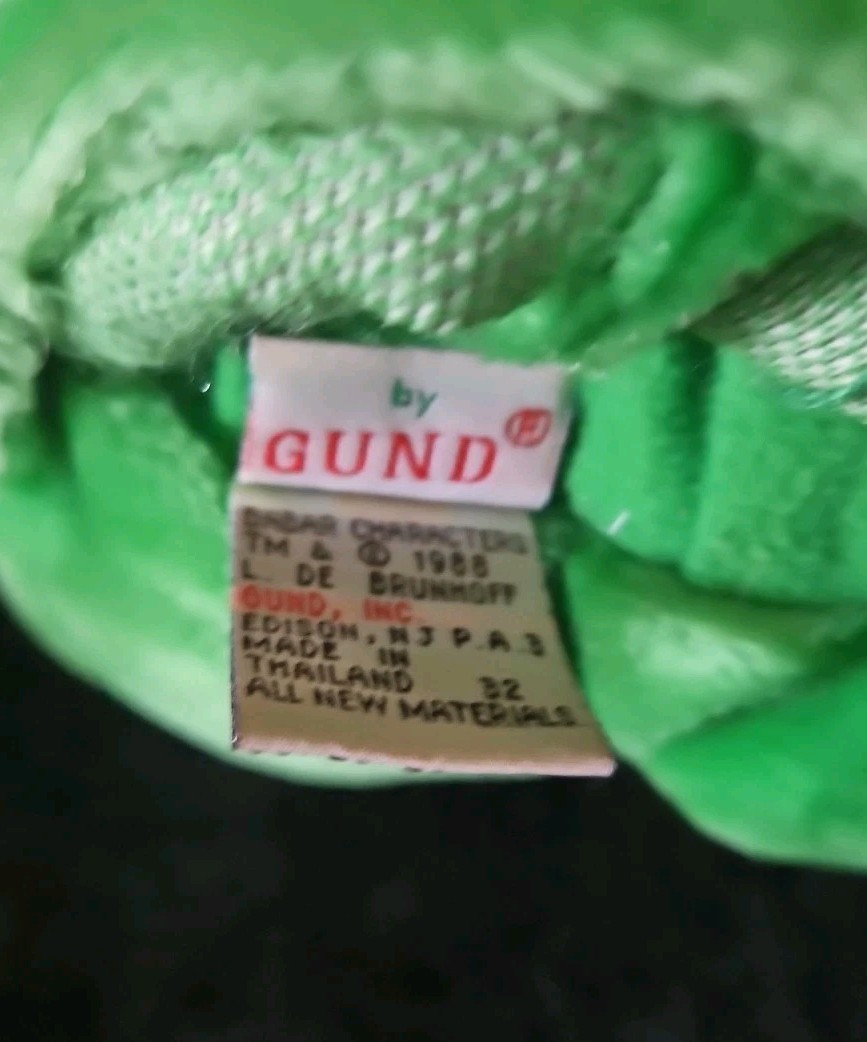 by
GUND®
BABAR CHARACTERS
TM & © 1988
L. DE BRUNHOFF
GUND, INC.
EDISON, NJ P.A. 3
MADE IN
THAILAND 32
ALL NEW MATERIALS